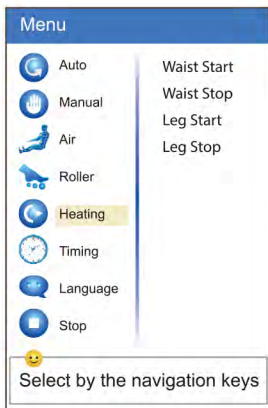 Menu
Auto
Manual
Air
Roller
Heating
Timing
Language
Stop
Waist Start
Waist Stop
Leg Start
Leg Stop
Select by the navigation keys